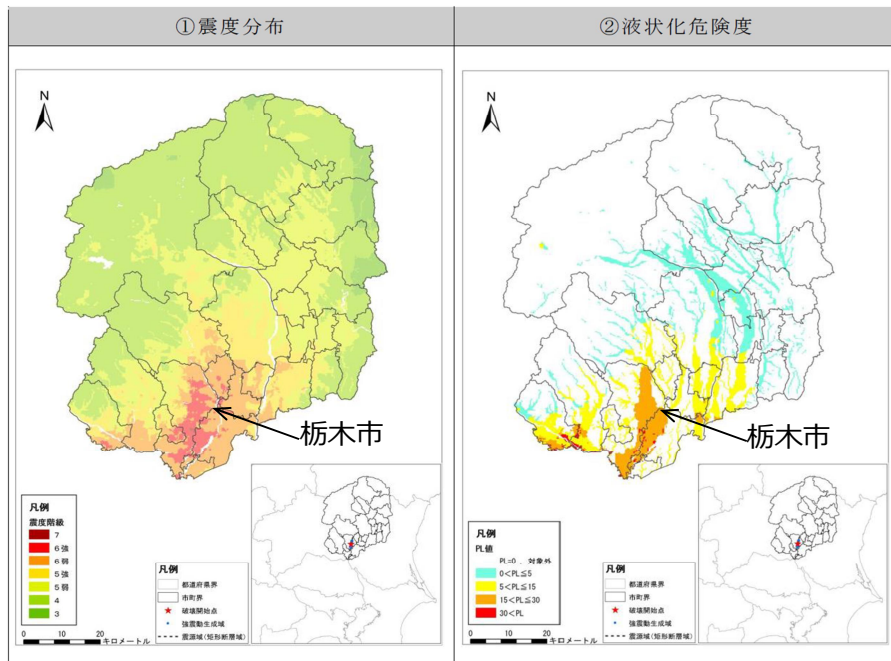 ①震度分布
②液状化危険度
N
N
栃木市
栃木市
凡例
震度階級
7
6強
6弱
5強
5弱
4
3
凡例
都道府県界
市町界
破壊開始点
強震動生成域
震源域(矩形断層域)
0 5 10 20
キロメートル
凡例
PL値
PL=0、対象外
0<PL≦5
5<PL≦15
15<PL≦30
30<PL
凡例
都道府県界
市町界
破壊開始点
強震動生成域
震源域(矩形断層域)
0 5 10 20
キロメートル